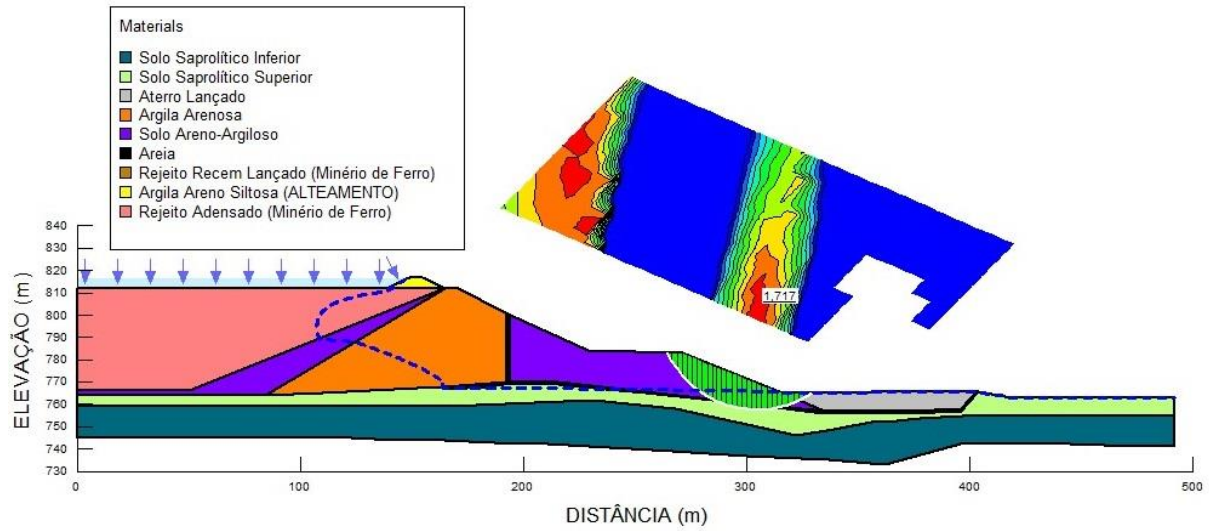 Materials
Solo Saprolítico Inferior
Solo Saprolítico Superior
Aterro Lançado
Argila Arenosa
Solo Areno-Argiloso
Areia
Rejeito Recem Lançado (Minério de Ferro)
Argila Areno Siltosa (ALTEAMENTO)
Rejeito Adensado (Minério de Ferro)
1,717
ELEVAÇÃO (m)
840
830
820
810
800
790
780
770
760
750
740
730
0
100
200
300
400
500
DISTÂNCIA (m)